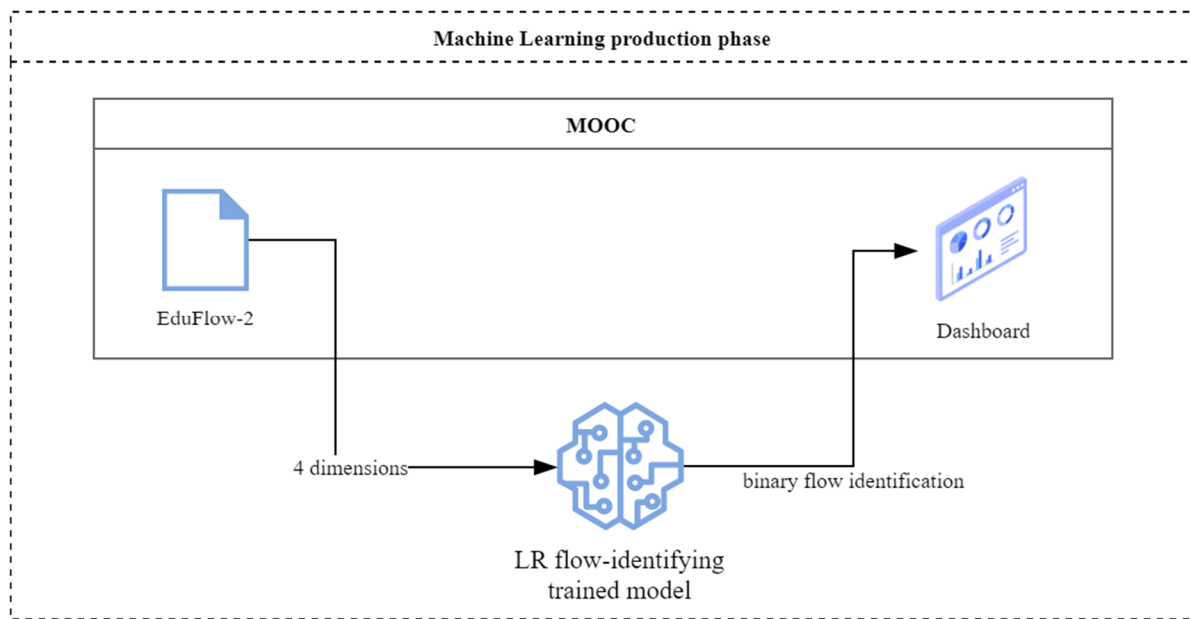 Machine Learning production phase
MOOC
EduFlow-2
Dashboard
4 dimensions
binary flow identification
LR flow-identifying
trained model